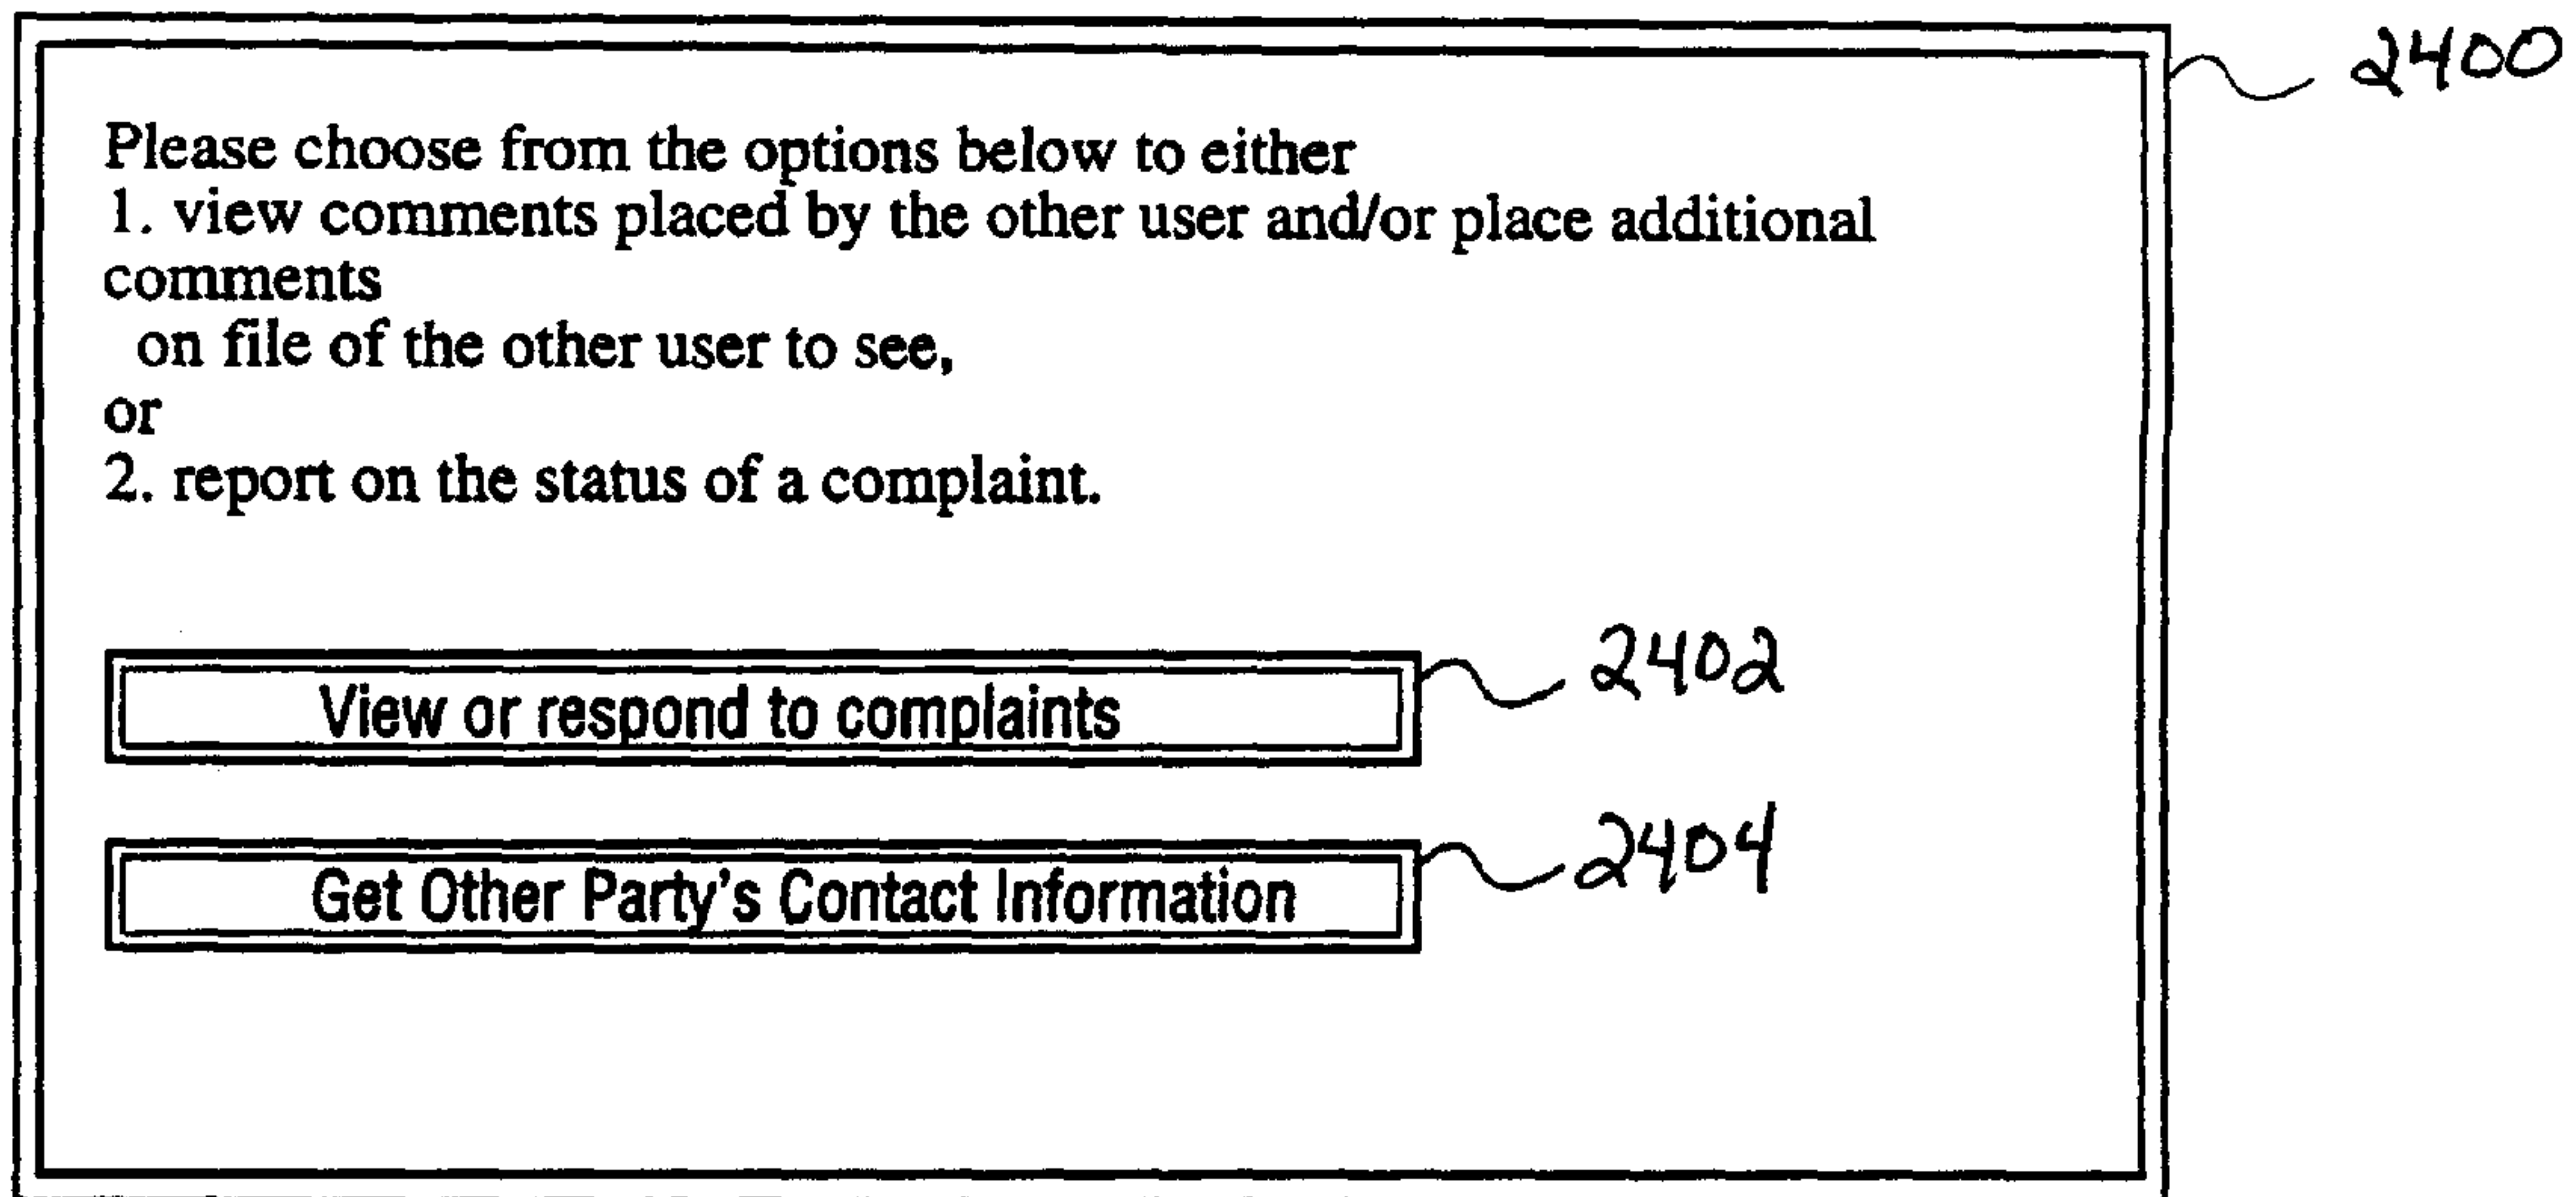 2400
Please choose from the options below to either
1. view comments placed by the other user and/or place additional
comments
on file of the other user to see,
or
2. report on the status of a complaint.
View or respond to complaints
2402
Get Other Party's Contact Information
2404